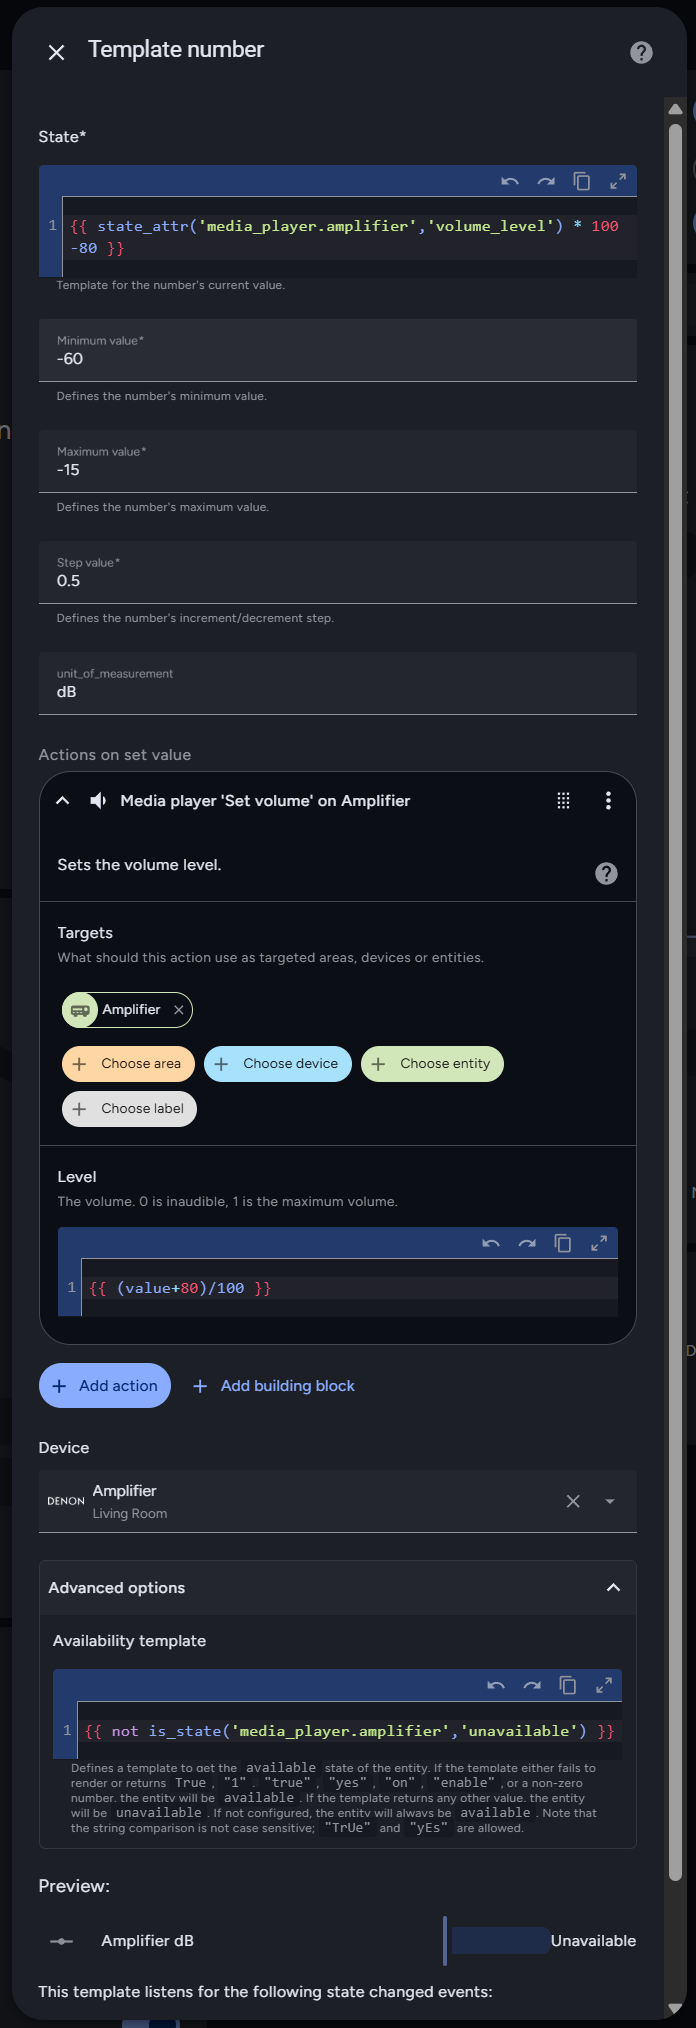 Template number
State*
1
{{ state_attr('media_player.amplifier','volume_level') * 100
-80 }}
Template for the number's current value.
Minimum value*
-60
Defines the number's minimum value.
Maximum value*
-15
Defines the number's maximum value.
Step value*
0.5
Defines the number's increment/decrement step.
unit_of_measurement
dB
Actions on set value
Media player 'Set volume' on Amplifier
Sets the volume level.
Targets
What should this action use as targeted areas, devices or entities.
Amplifier
Choose area
Choose device
Choose entity
Choose label
Level
The volume. 0 is inaudible, 1 is the maximum volume.
1 {{ (value+80)/100 }}
Add action
Add building block
Device
DENON
Amplifier
Living Room
Advanced options
Availability template
1 {{ not is_state('media_player.amplifier','unavailable') }}
Defines a template to get the available state of the entity. If the template either fails to
render or returns True, "1", "true", "yes", "on", "enable", or a non-zero
number, the entity will be available. If the template returns any other value, the entity
will be unavailable. If not configured, the entity will always be available. Note that
the string comparison is not case sensitive; "TrUe" and "yEs" are allowed.
Preview:
Amplifier dB
Unavailable
This template listens for the following state changed events: